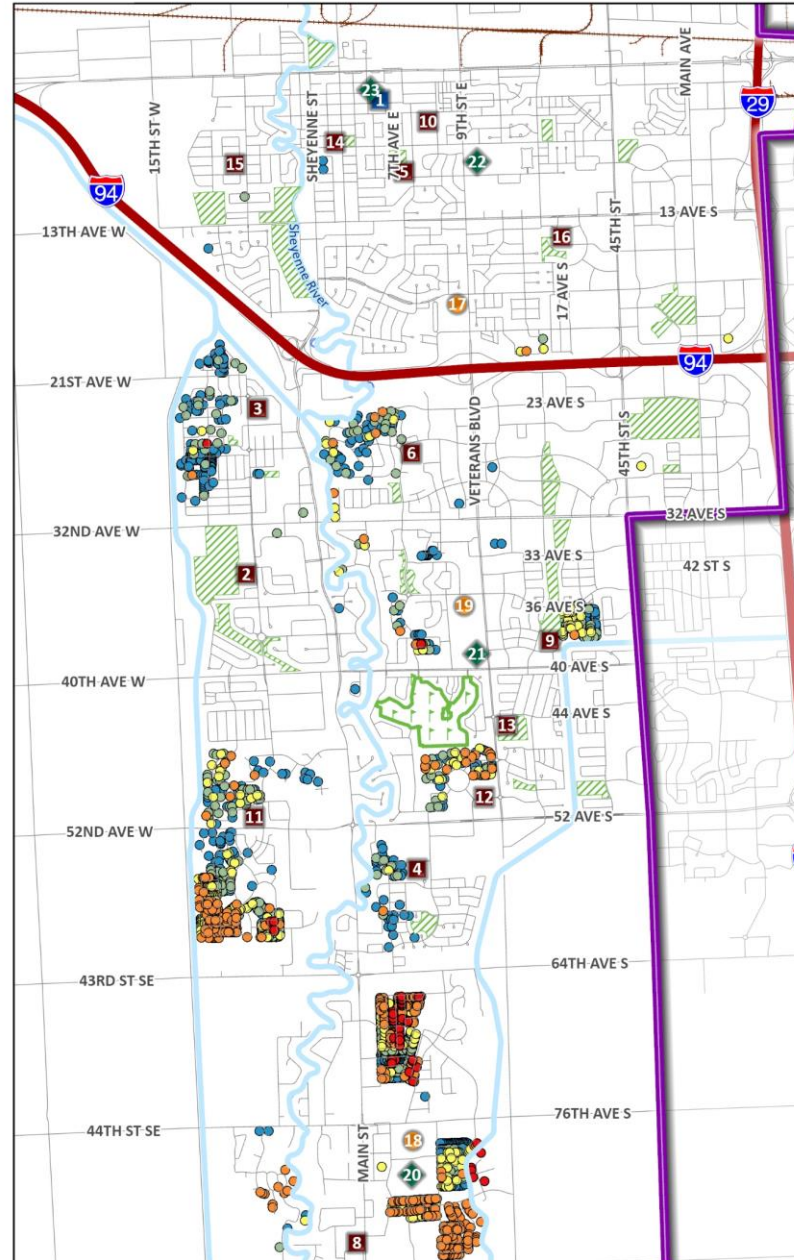 MAIN AVE
29
23
1
15TH ST W
SHEYENNE ST
7TH AVE E
9TH ST E
10
14
15
5
22
94
13 AVE S
45TH ST
13TH AVE W
16
Sheyenne River
17 AVE S
17
94
21ST AVE W
23 AVE S
3
VETERANS BLVD
45TH ST S
6
32 AVE S
32ND AVE W
33 AVE S
42 ST S
2
19
36 AVE S
9
21
40 AVE S
40TH AVE W
44 AVE S
13
12
11
52 AVE S
52ND AVE W
4
64TH AVE S
43RD ST SE
76TH AVE S
44TH ST SE
MAIN ST
18
20
8